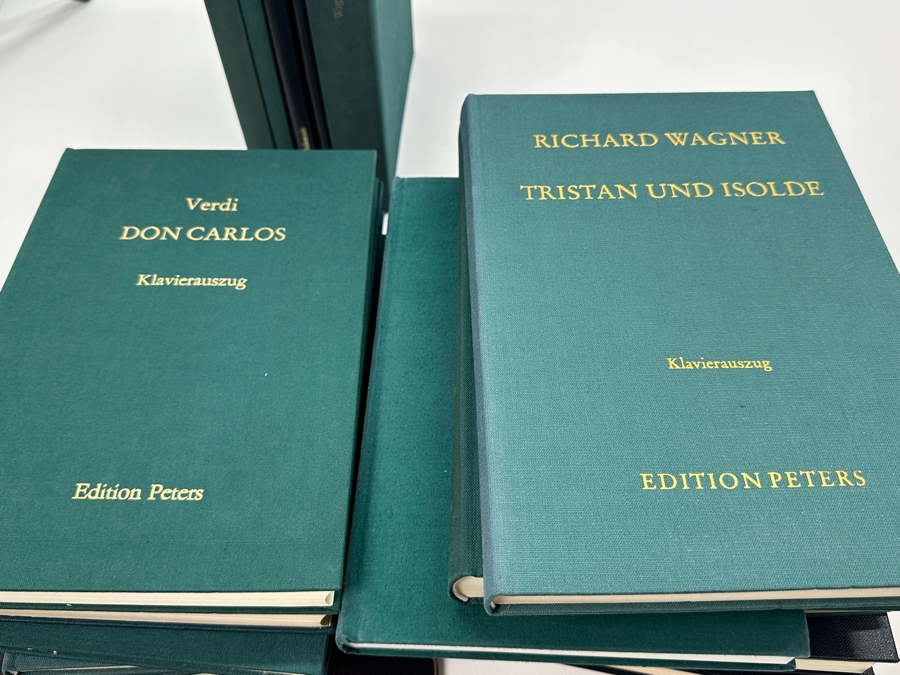 Verdi
DON CARLOS
Klavierauszug
Edition Peters
RICHARD WAGNER
TRISTAN UND ISOLDE
Klavierauszug
EDITION PETERS